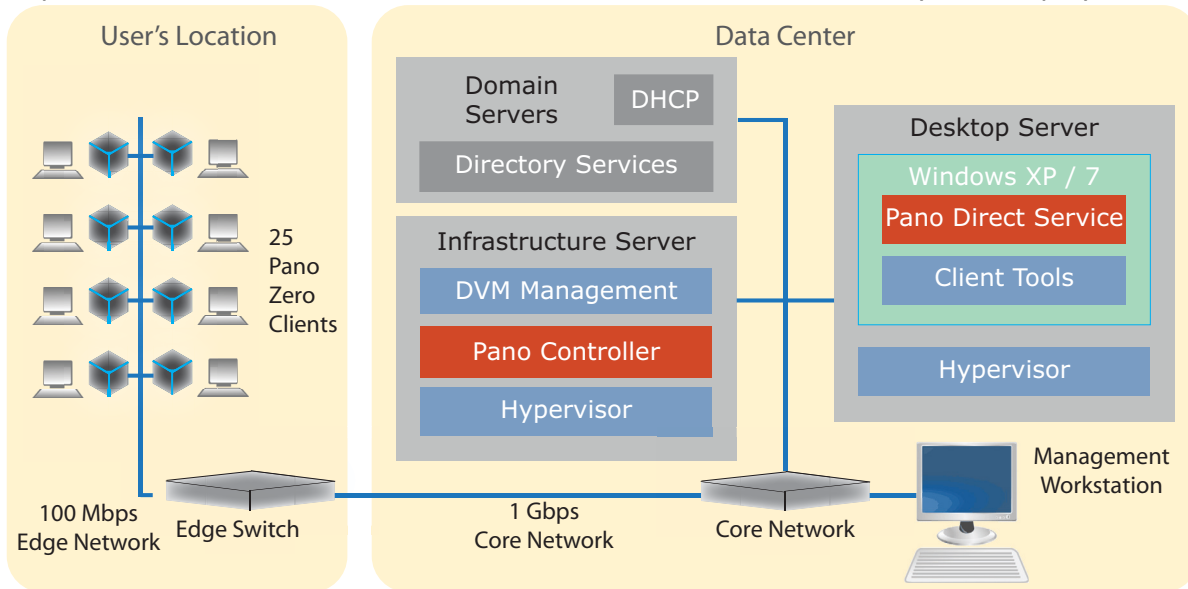 User's Location
25
Pano
Zero
Clients
100 Mbps
Edge Network
Edge Switch
1 Gbps
Core Network
Data Center
Domain
Servers
DHCP
Directory Services
Infrastructure Server
DVM Management
Pano Controller
Hypervisor
Desktop Server
Windows XP / 7
Pano Direct Service
Client Tools
Hypervisor
Core Network
Management
Workstation